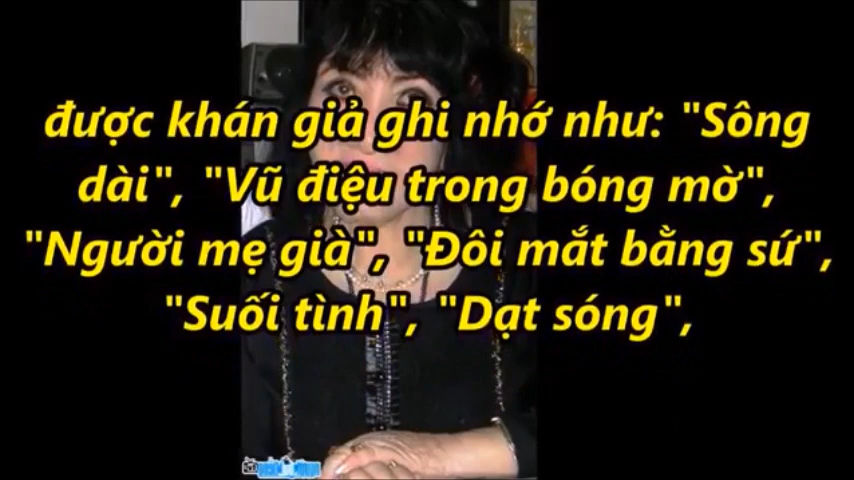 được khán giả ghi nhớ như: "Sông
dài", "Vũ điệu trong bóng mờ",
"Người mẹ già", "Đôi mắt bằng sứ",
"Suối tình", "Dạt sóng",